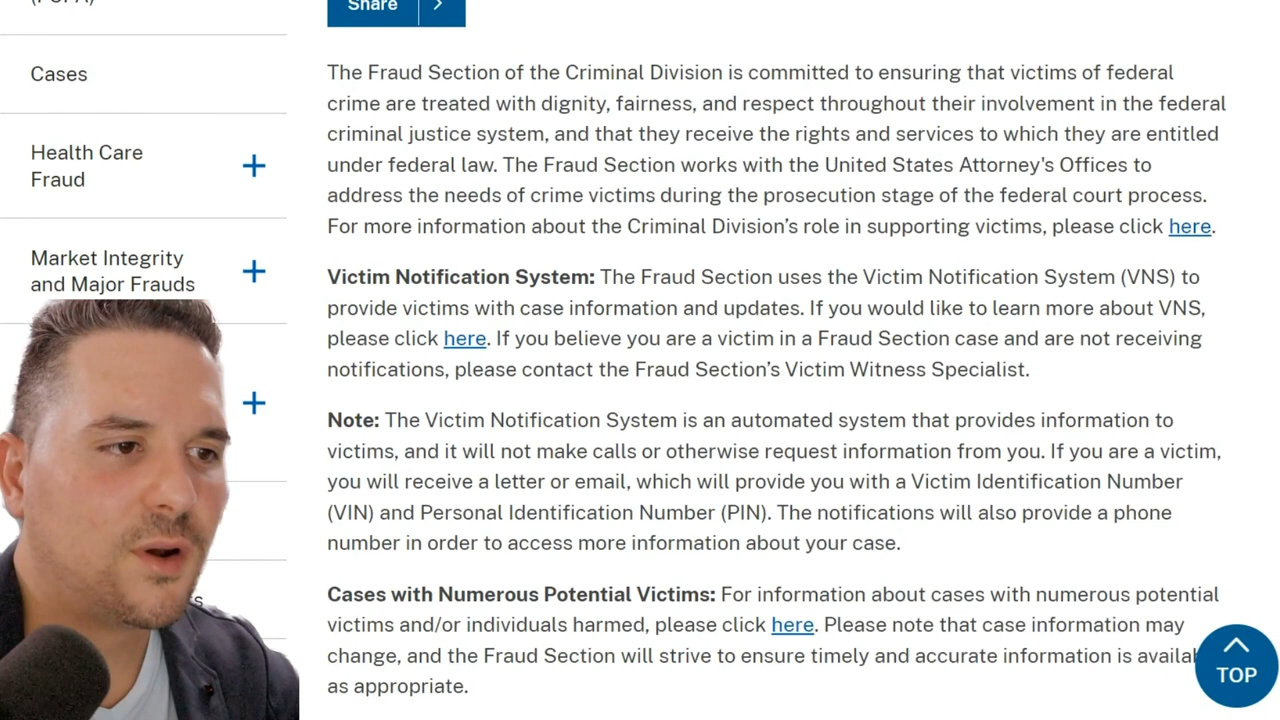 Share
Cases
Health Care
Fraud
Market Integrity
and Major Frauds
The Fraud Section of the Criminal Division is committed to ensuring that victims of federal
crime are treated with dignity, fairness, and respect throughout their involvement in the federal
criminal justice system, and that they receive the rights and services to which they are entitled
under federal law. The Fraud Section works with the United States Attorney's Offices to
address the needs of crime victims during the prosecution stage of the federal court process.
For more information about the Criminal Division’s role in supporting victims, please click here.
Victim Notification System: The Fraud Section uses the Victim Notification System (VNS) to
provide victims with case information and updates. If you would like to learn more about VNS,
please click here. If you believe you are a victim in a Fraud Section case and are not receiving
notifications, please contact the Fraud Section’s Victim Witness Specialist.
Note: The Victim Notification System is an automated system that provides information to
victims, and it will not make calls or otherwise request information from you. If you are a victim,
you will receive a letter or email, which will provide you with a Victim Identification Number
(VIN) and Personal Identification Number (PIN). The notifications will also provide a phone
number in order to access more information about your case.
Cases with Numerous Potential Victims: For information about cases with numerous potential
victims and/or individuals harmed, please click here. Please note that case information may
change, and the Fraud Section will strive to ensure timely and accurate information is
as appropriate.
TOP